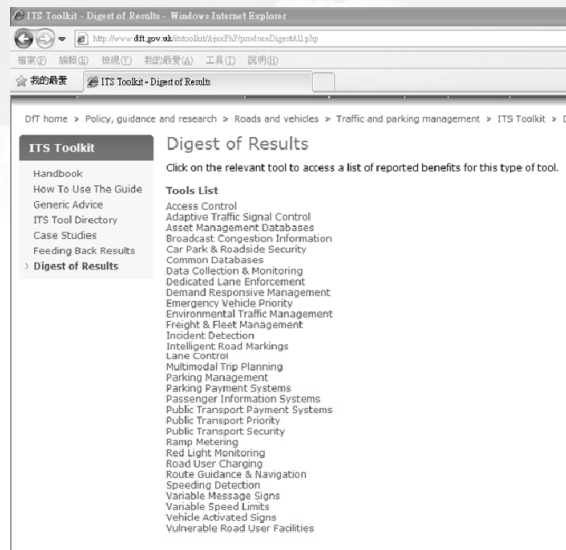 ITS Toolkit - Digest of Results - Windows Internet Explorer
http://www.dft.gov.uk/itstoolkit/AjaxPhP/produceDigestAll.php
檔案(F) 編輯(E) 檢視(V) 我的最愛(A) 工具(T) 說明(H)
我的最愛 ITS Toolkit - Digest of Results
DfT home > Policy, guidance and research > Roads and vehicles > Traffic and parking management > ITS Toolkit >
ITS Toolkit
Handbook
How To Use The Guide
Generic Advice
ITS Tool Directory
Case Studies
Feeding Back Results
> Digest of Results
Digest of Results
Click on the relevant tool to access a list of reported benefits for this type of tool.
Tools List
Access Control
Adaptive Traffic Signal Control
Asset Management Databases
Broadcast Congestion Information
Car Park & Roadside Security
Common Databases
Data Collection & Monitoring
Dedicated Lane Enforcement
Demand Responsive Management
Emergency Vehicle Priority
Environmental Traffic Management
Freight & Fleet Management
Incident Detection
Intelligent Road Markings
Lane Control
Multimodal Trip Planning
Parking Management
Parking Payment Systems
Passenger Information Systems
Public Transport Payment Systems
Public Transport Priority
Public Transport Security
Ramp Metering
Red Light Monitoring
Road User Charging
Route Guidance & Navigation
Speeding Detection
Variable Message Signs
Variable Speed Limits
Vehicle Activated Signs
Vulnerable Road User Facilities